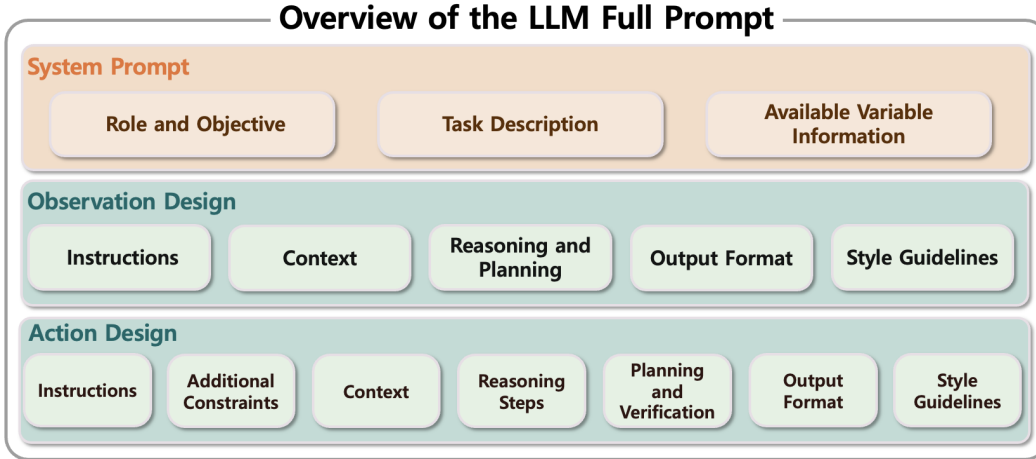 Overview of the LLM Full Prompt
System Prompt
Role and Objective
Task Description
Available Variable
Information
Observation Design
Instructions
Context
Reasoning and
Planning
Output Format
Style Guidelines
Action Design
Instructions
Additional
Constraints
Context
Reasoning
Steps
Planning
and
Verification
Output
Format
Style
Guidelines